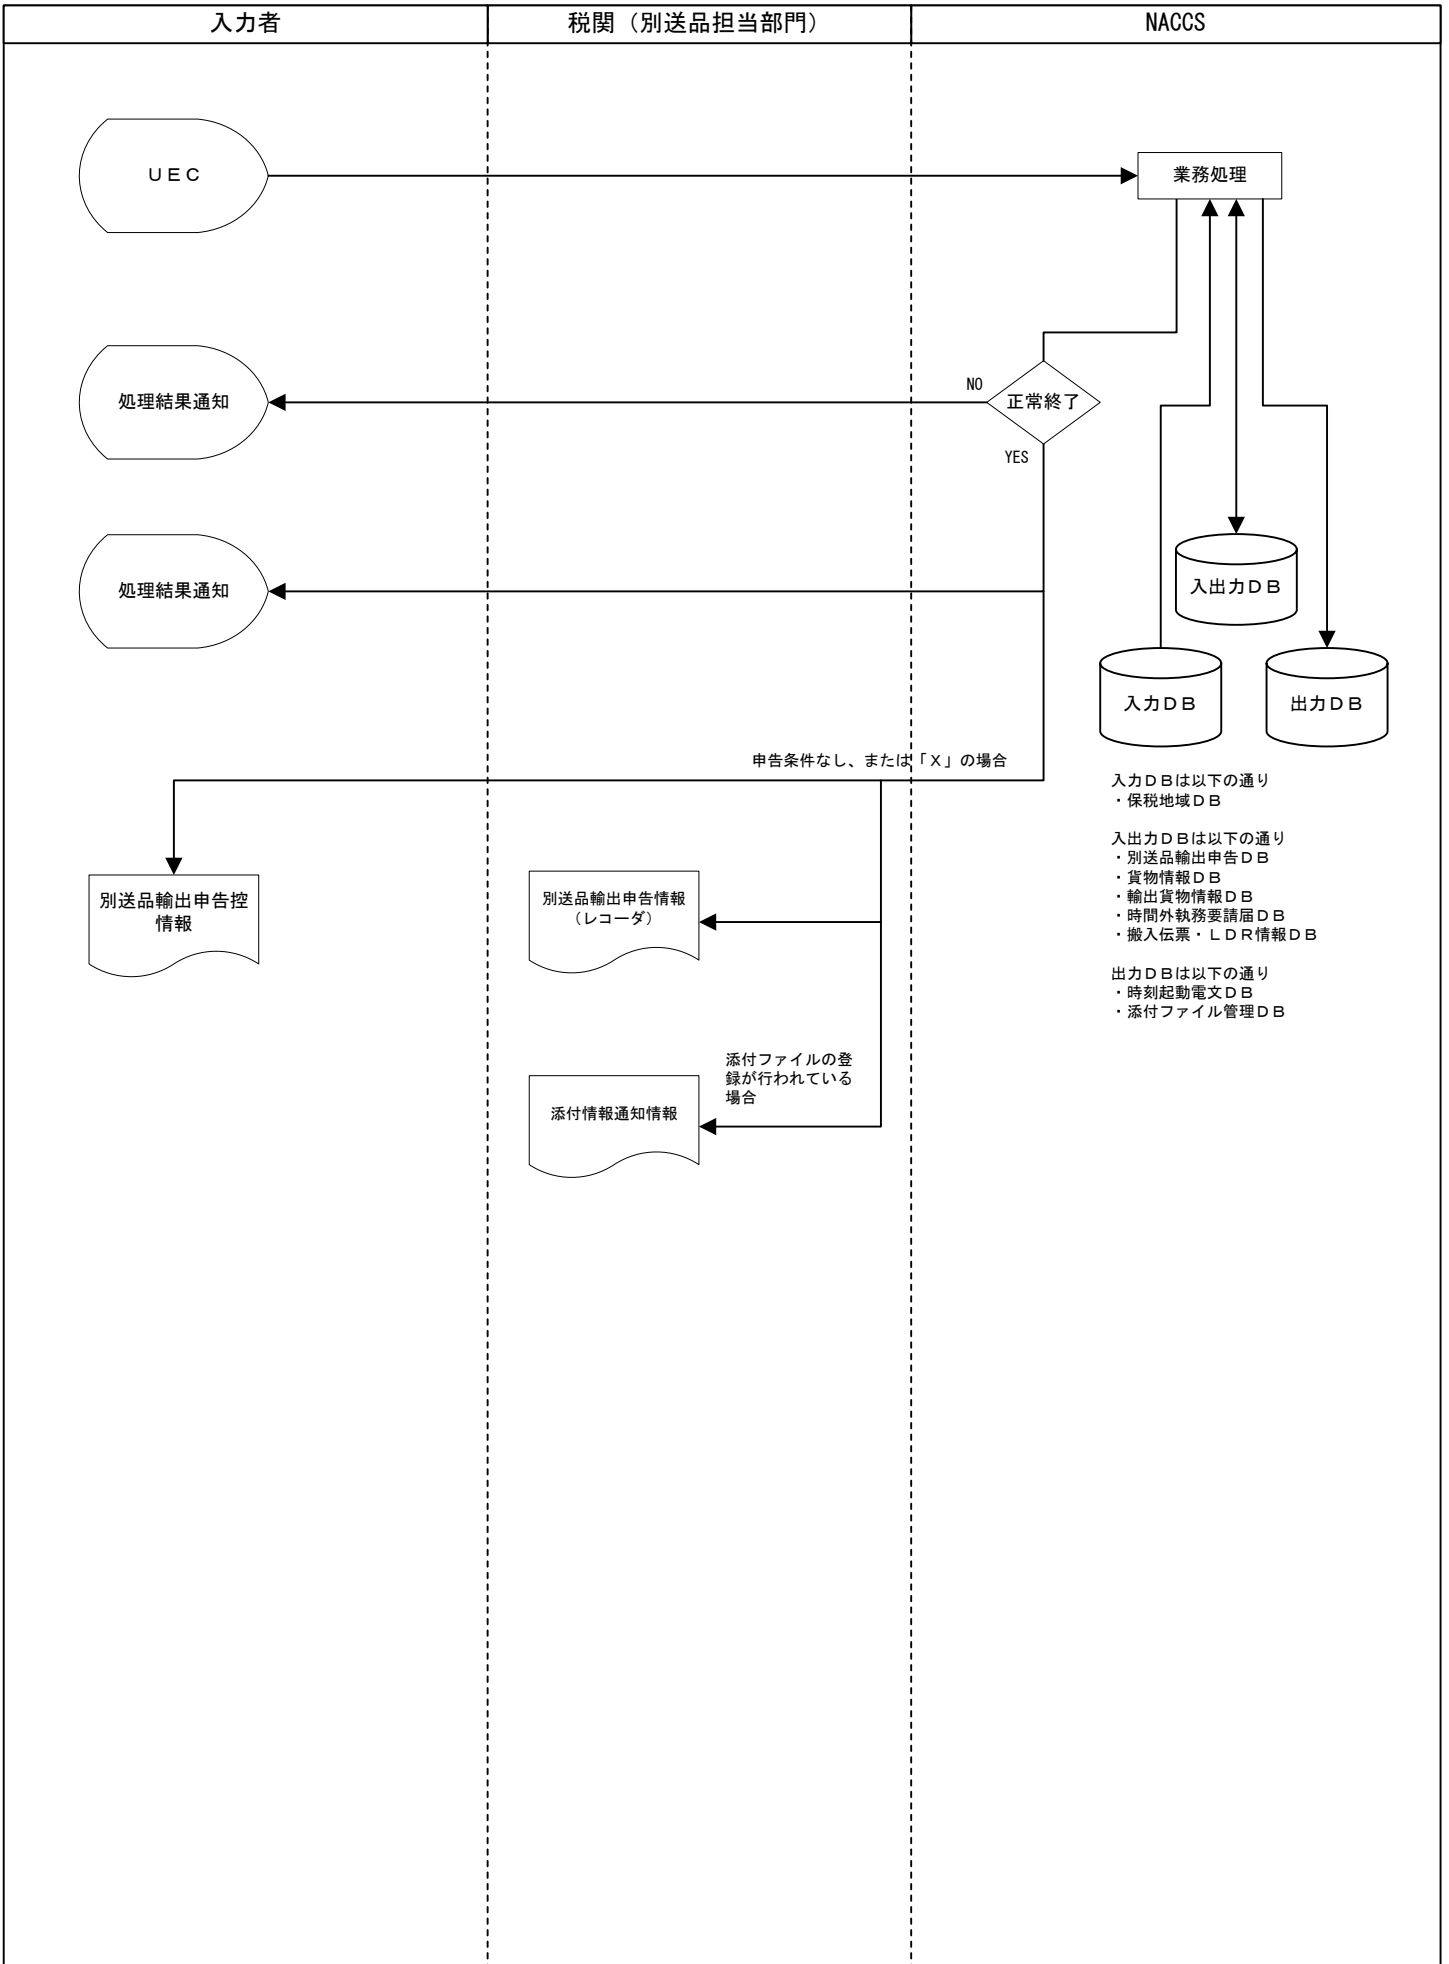 入力者
税関（別送品担当部門）
NACCS
ＵＥＣ
業務処理
NO
処理結果通知
正常終了
YES
処理結果通知
入出力ＤＢ
入力ＤＢ
出力ＤＢ
申告条件なし、または「Ｘ」の場合
入力ＤＢは以下の通り
・保税地域ＤＢ
入出力ＤＢは以下の通り
・別送品輸出申告ＤＢ
・貨物情報ＤＢ
・輸出貨物情報ＤＢ
・時間外執務要請届ＤＢ
・搬入伝票・ＬＤＲ情報ＤＢ
出力ＤＢは以下の通り
・時刻起動電文ＤＢ
・添付ファイル管理ＤＢ
別送品輸出申告控
情報
別送品輸出申告情報
（レコーダ）
添付ファイルの登
録が行われている
場合
添付情報通知情報